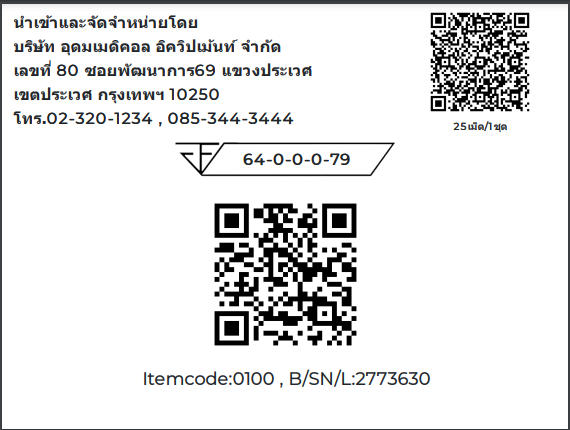 นำเข้าและจัดจำหน่ายโดย
บริษัท อุดมเมดิคอล อิควิปเม้นท์ จำกัด
เลขที่ 80 ซอยพัฒนาการ69 แขวงประเวศ
เขตประเวศ กรุงเทพฯ 10250
โทร.02-320-1234 , 085-344-3444
25เม็ด/1ชุด
64-0-0-0-79
Itemcode:0100 , B/SN/L:2773630